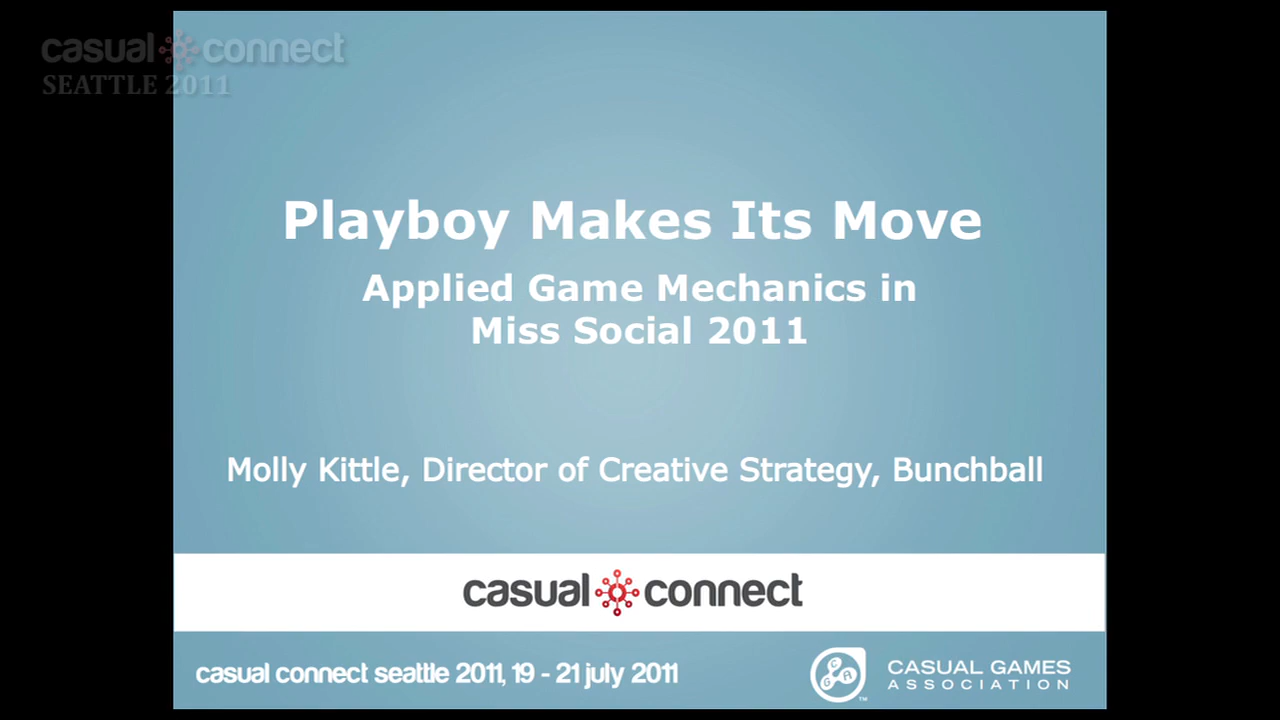 casual connect
SEATTLE 2011
Playboy Makes Its Move
Applied Game Mechanics in
Miss Social 2011
Molly Kittle, Director of Creative Strategy, Bunchball
casual connect
casual connect seattle 2011, 19 - 21 july 2011
CGA™
CASUAL GAMES
ASSOCIATION